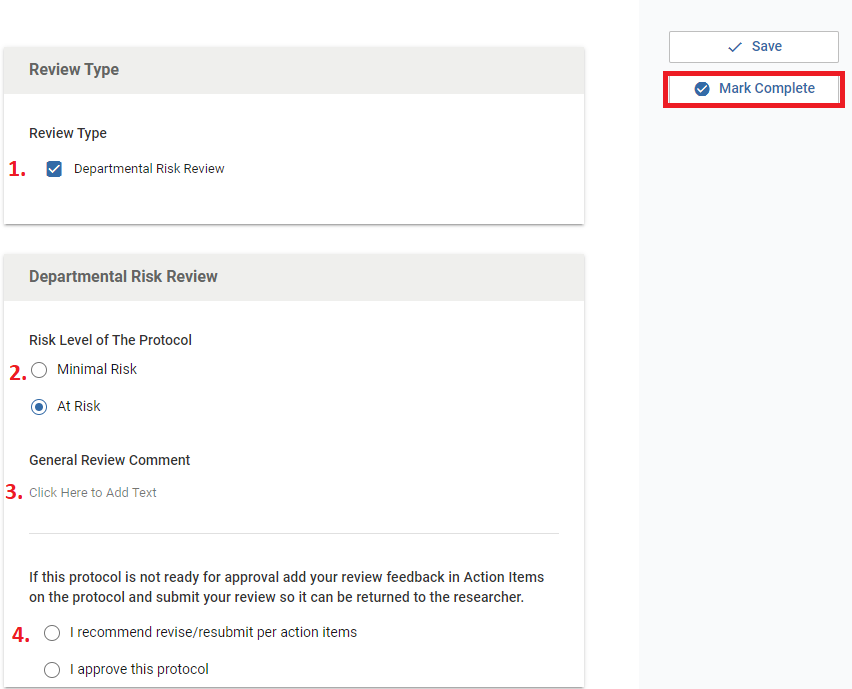 Save
Mark Complete
Review Type
Review Type
1. Departmental Risk Review
Departmental Risk Review
Risk Level of The Protocol
2. Minimal Risk
At Risk
General Review Comment
3. Click Here to Add Text
If this protocol is not ready for approval add your review feedback in Action Items
on the protocol and submit your review so it can be returned to the researcher.
4. I recommend revise/resubmit per action items
I approve this protocol